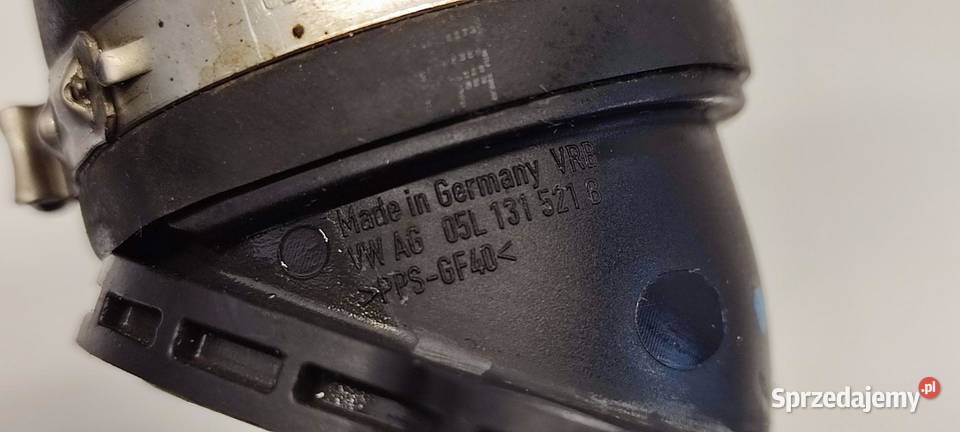 Made in Germany VRB
VW AG 05L 131 521 B
>PPS-GF40<
Sprzedajemy.pl